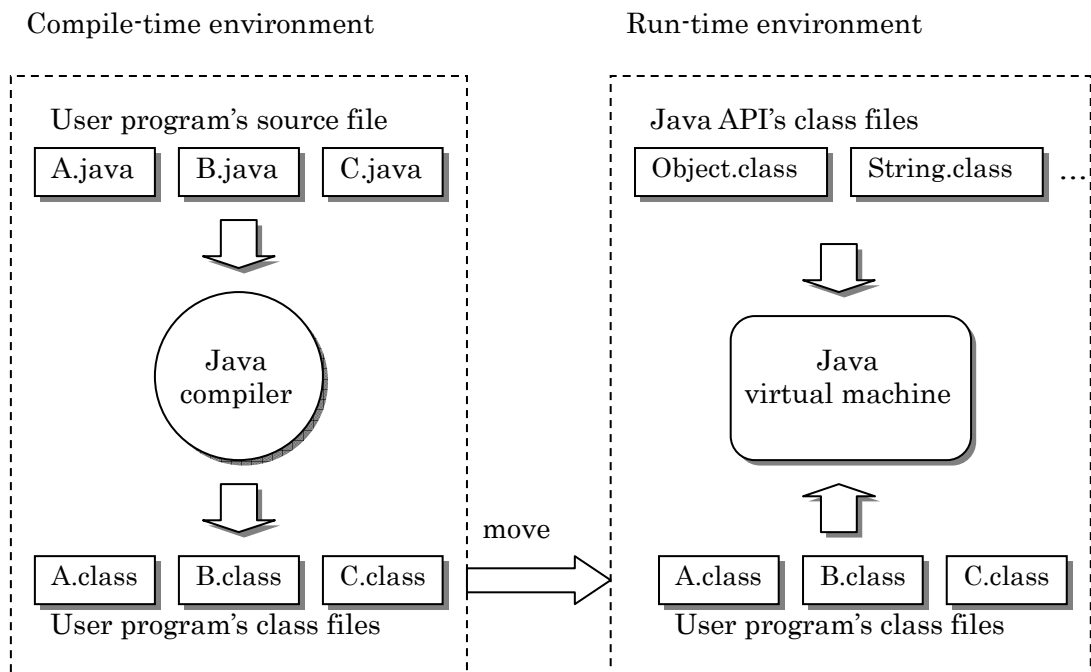 Compile-time environment
Run-time environment
User program's source file
A.java
B.java
C.java
Java
compiler
A.class
B.class
C.class
User program's class files
move
Java API's class files
Object.class
String.class
...
Java
virtual machine
A.class
B.class
C.class
User program's class files